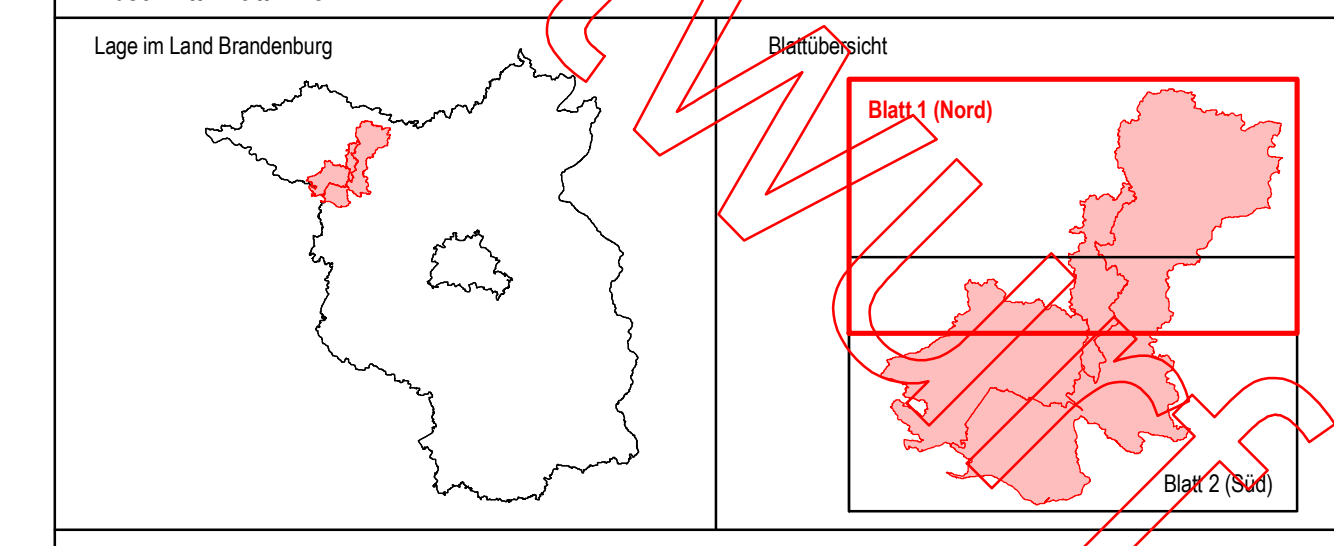 Lage im Land Brandenburg
Blattübersicht
Blatt 1 (Nord)
Blatt 2 (Süd)